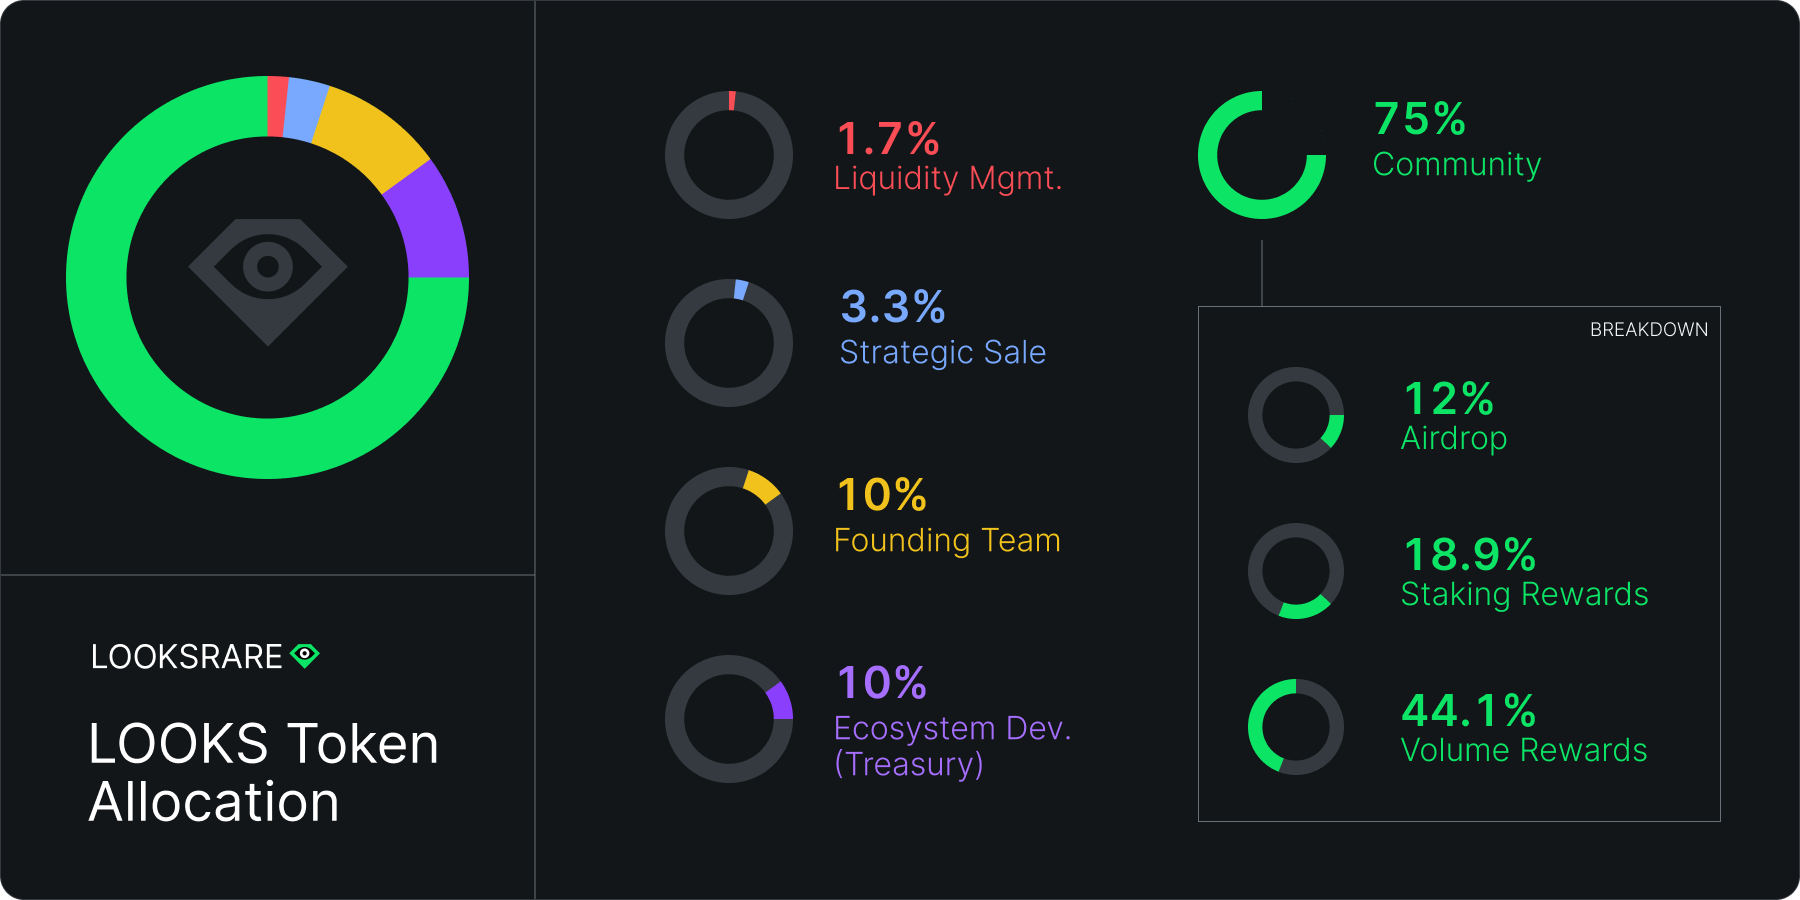 LOOKSRARE
LOOKS Token
Allocation
1.7%
Liquidity Mgmt.
3.3%
Strategic Sale
10%
Founding Team
10%
Ecosystem Dev.
(Treasury)
75%
Community
BREAKDOWN
12%
Airdrop
18.9%
Staking Rewards
44.1%
Volume Rewards